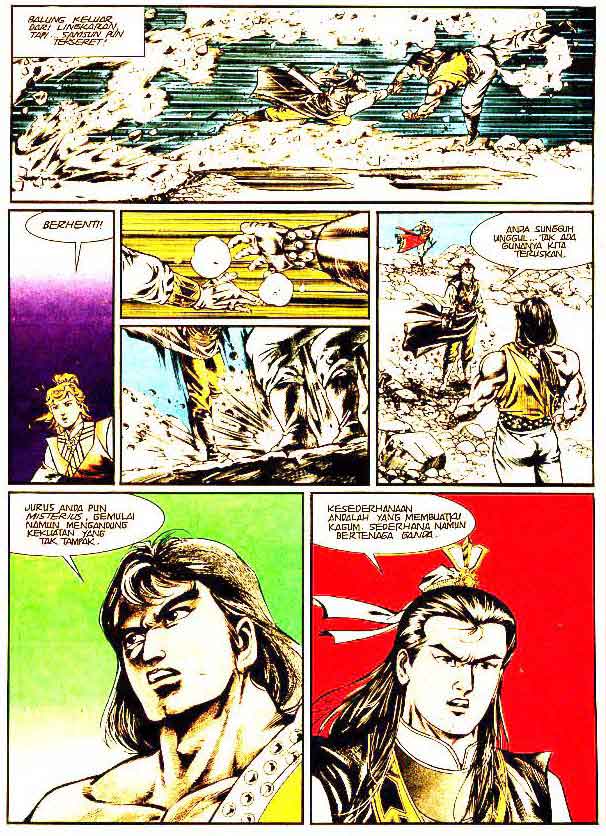 BALUNG KELUAR
DARI LINGKARAN,
TAPI SAMSUN PUN
TERSERET!
BERHENTI!
ANDA SUNGGUH
UNGGUL... TAK ADA
GUNANYA KITA
TERUSKAN.
JURUS ANDA PUN
MISTERIUS, GEMULAI
NAMUN MENGANDUNG
KEKUATAN YANG
TAK TAMPAK.
KESEDERHANAAN
ANDALAH YANG MEMBUATKU
KAGUM. SEDERHANA NAMUN
BERTENAGA GANDA.